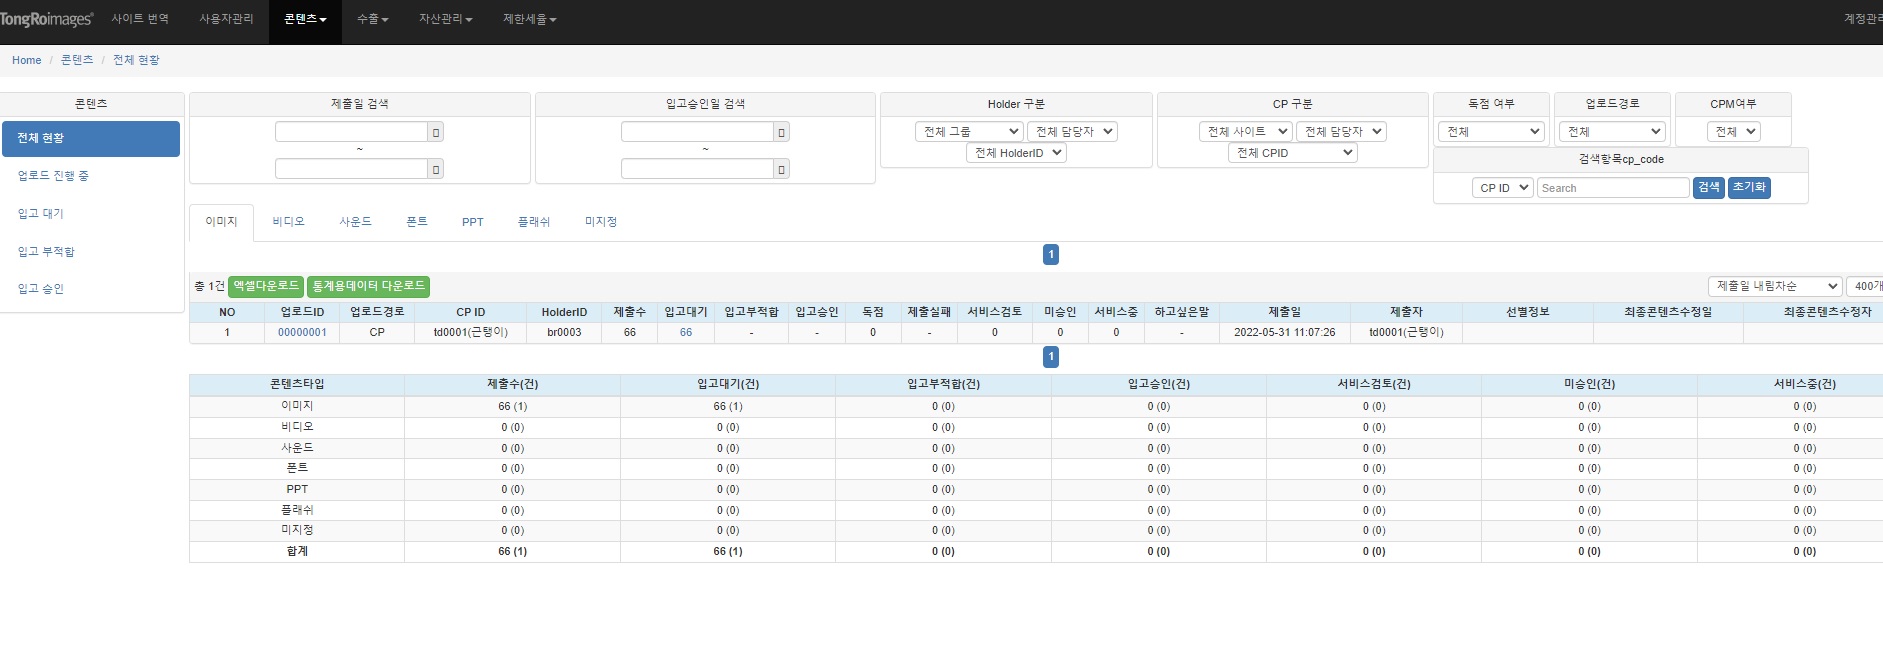 TongRoimages® 사이트 번역 사용자관리 콘텐츠 수출 자산관리 제한세율 계정관리
Home / 콘텐츠 / 전체 현황
콘텐츠
전체 현황
업로드 진행 중
입고 대기
입고 부적합
입고 승인
제출일 검색
~
입고승인일 검색
~
Holder 구분
전체 그룹 전체 담당자
전체 HolderID
CP 구분
전체 사이트 전체 담당자
전체 CPID
독점 여부
전체
업로드경로
전체
CPM여부
전체
검색항목cp_code
CP ID Search 검색 초기화
이미지 비디오 사운드 폰트 PPT 플래쉬 미지정
1
총 1건 엑셀다운로드 통계용데이터 다운로드 제출일 내림차순 400개
NO 업로드ID 업로드경로 CP ID HolderID 제출수 입고대기 입고부적합 입고승인 독점 제출실패 서비스검토 미승인 서비스중 하고싶은말 제출일 제출자 선별정보 최종콘텐츠수정일 최종콘텐츠수정자
1 00000001 CP td0001(근탱이) br0003 66 66 - - 0 - 0 0 0 - 2022-05-31 11:07:26 td0001(근탱이)
1
콘텐츠타입 제출수(건) 입고대기(건) 입고부적합(건) 입고승인(건) 서비스검토(건) 미승인(건) 서비스중(건)
이미지 66 (1) 66 (1) 0 (0) 0 (0) 0 (0) 0 (0) 0 (0)
비디오 0 (0) 0 (0) 0 (0) 0 (0) 0 (0) 0 (0) 0 (0)
사운드 0 (0) 0 (0) 0 (0) 0 (0) 0 (0) 0 (0) 0 (0)
폰트 0 (0) 0 (0) 0 (0) 0 (0) 0 (0) 0 (0) 0 (0)
PPT 0 (0) 0 (0) 0 (0) 0 (0) 0 (0) 0 (0) 0 (0)
플래쉬 0 (0) 0 (0) 0 (0) 0 (0) 0 (0) 0 (0) 0 (0)
미지정 0 (0) 0 (0) 0 (0) 0 (0) 0 (0) 0 (0) 0 (0)
합계 66 (1) 66 (1) 0 (0) 0 (0) 0 (0) 0 (0) 0 (0)